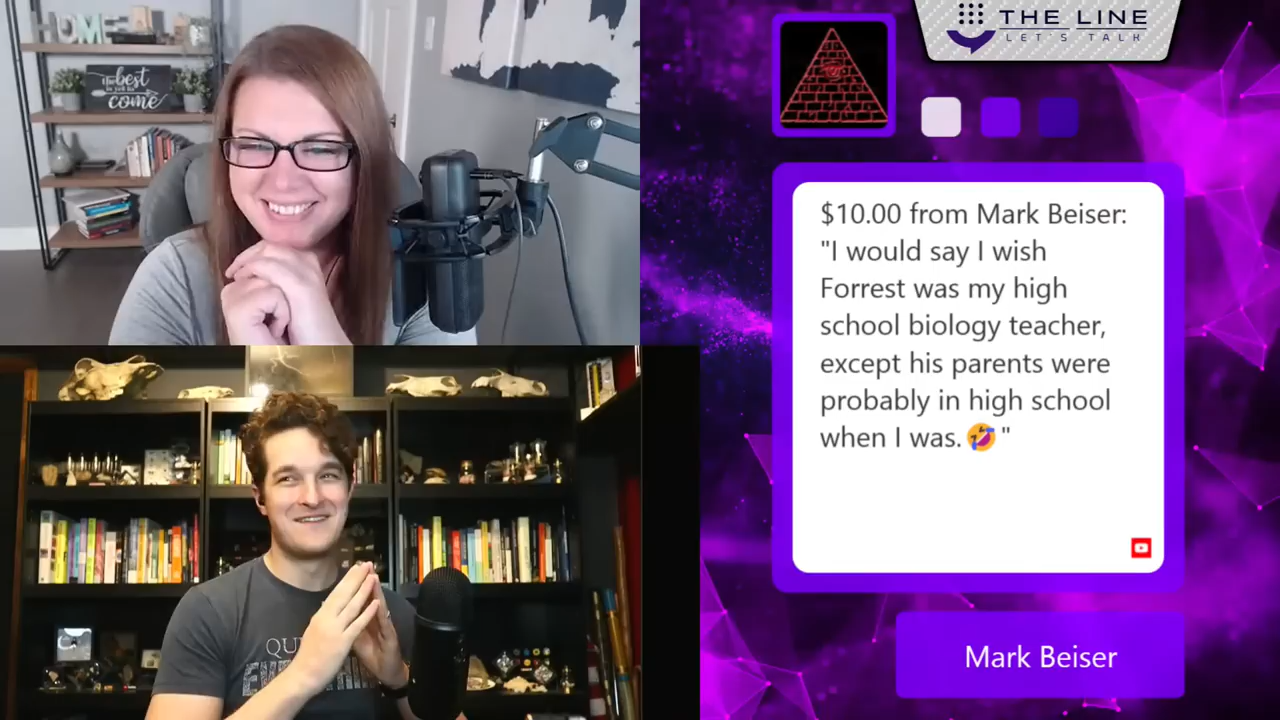 HOME
the best
is yet to
come
THE LINE
LET'S TALK
$10.00 from Mark Beiser:
"I would say I wish
Forrest was my high
school biology teacher,
except his parents were
probably in high school
when I was.🤣"
Mark Beiser